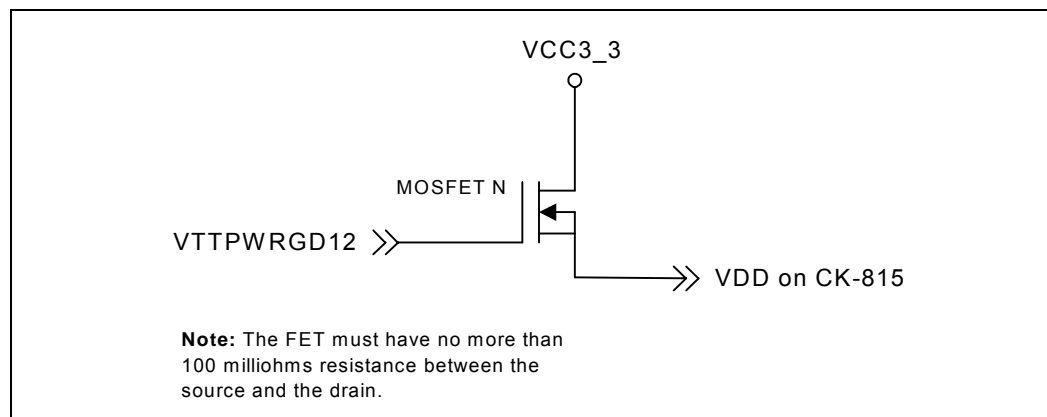 VCC3_3
MOSFET N
VTTPWRGD12
VDD on CK-815
Note: The FET must have no more than
100 milliohms resistance between the
source and the drain.